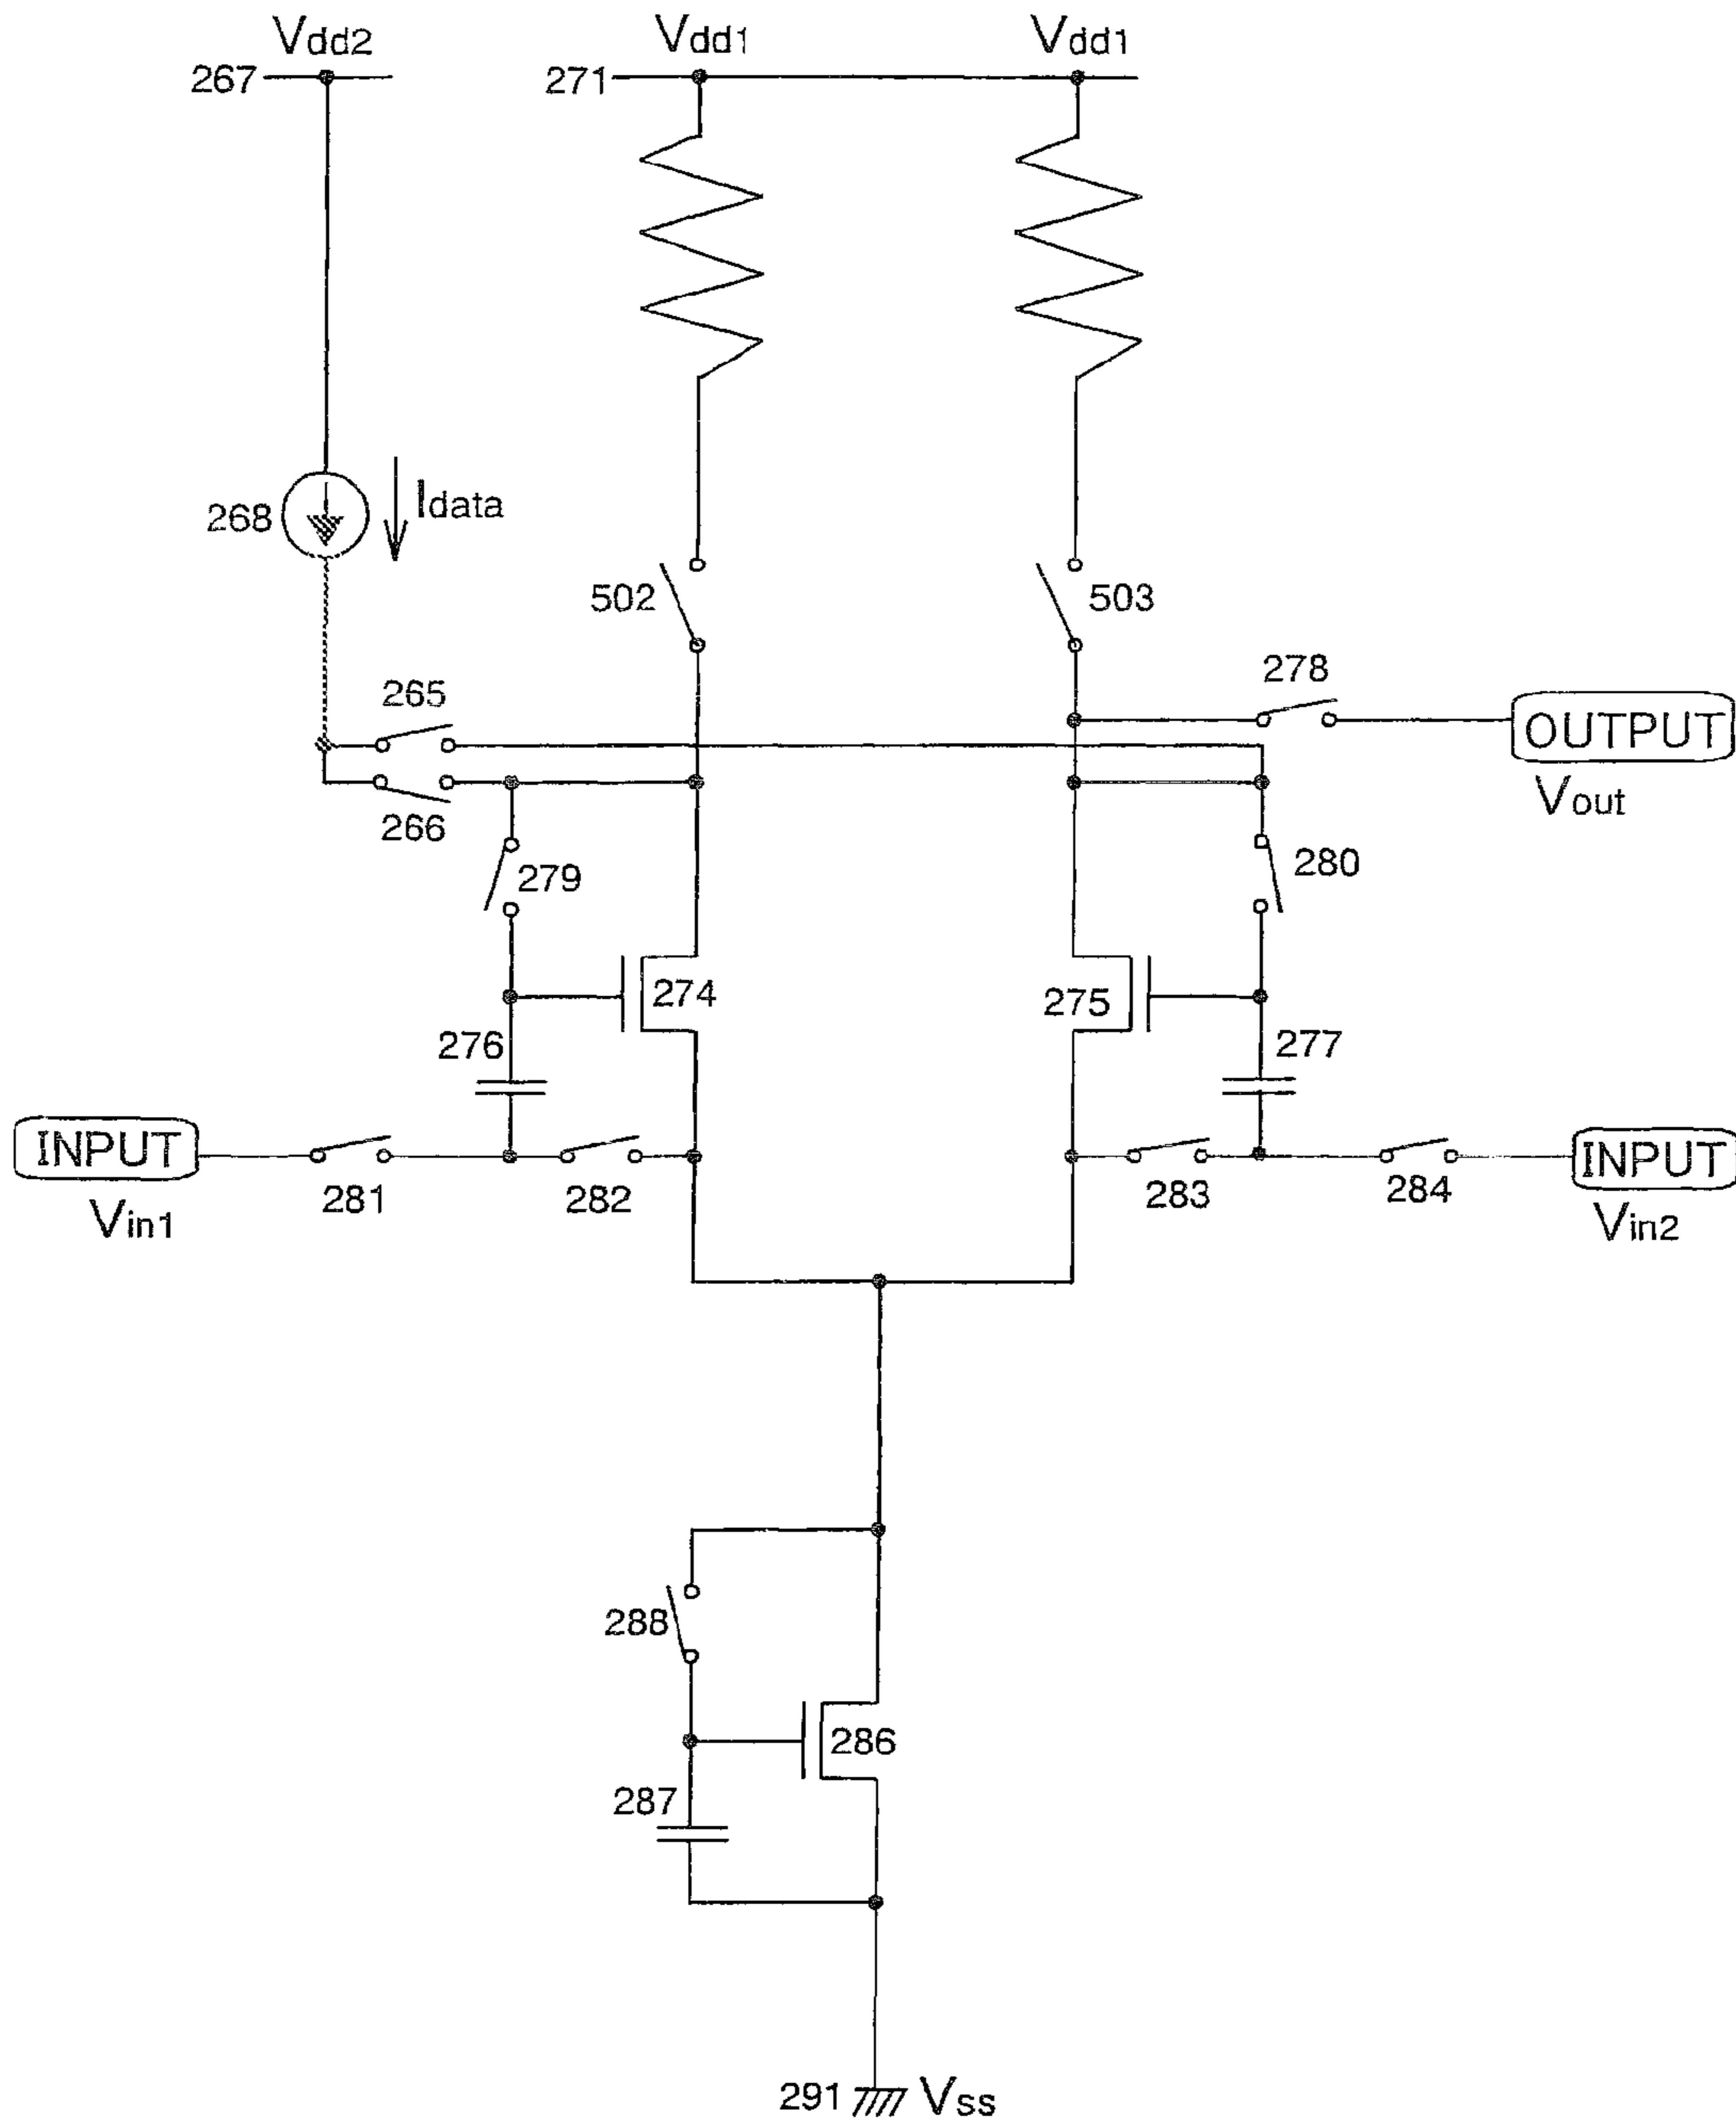 Vdd2
Vdd1
Vdd1
267
271
268
Idata
502
503
265
278
OUTPUT
Vout
266
279
280
274
275
276
277
INPUT
INPUT
281
282
283
284
Vin1
Vin2
288
286
287
291
Vss